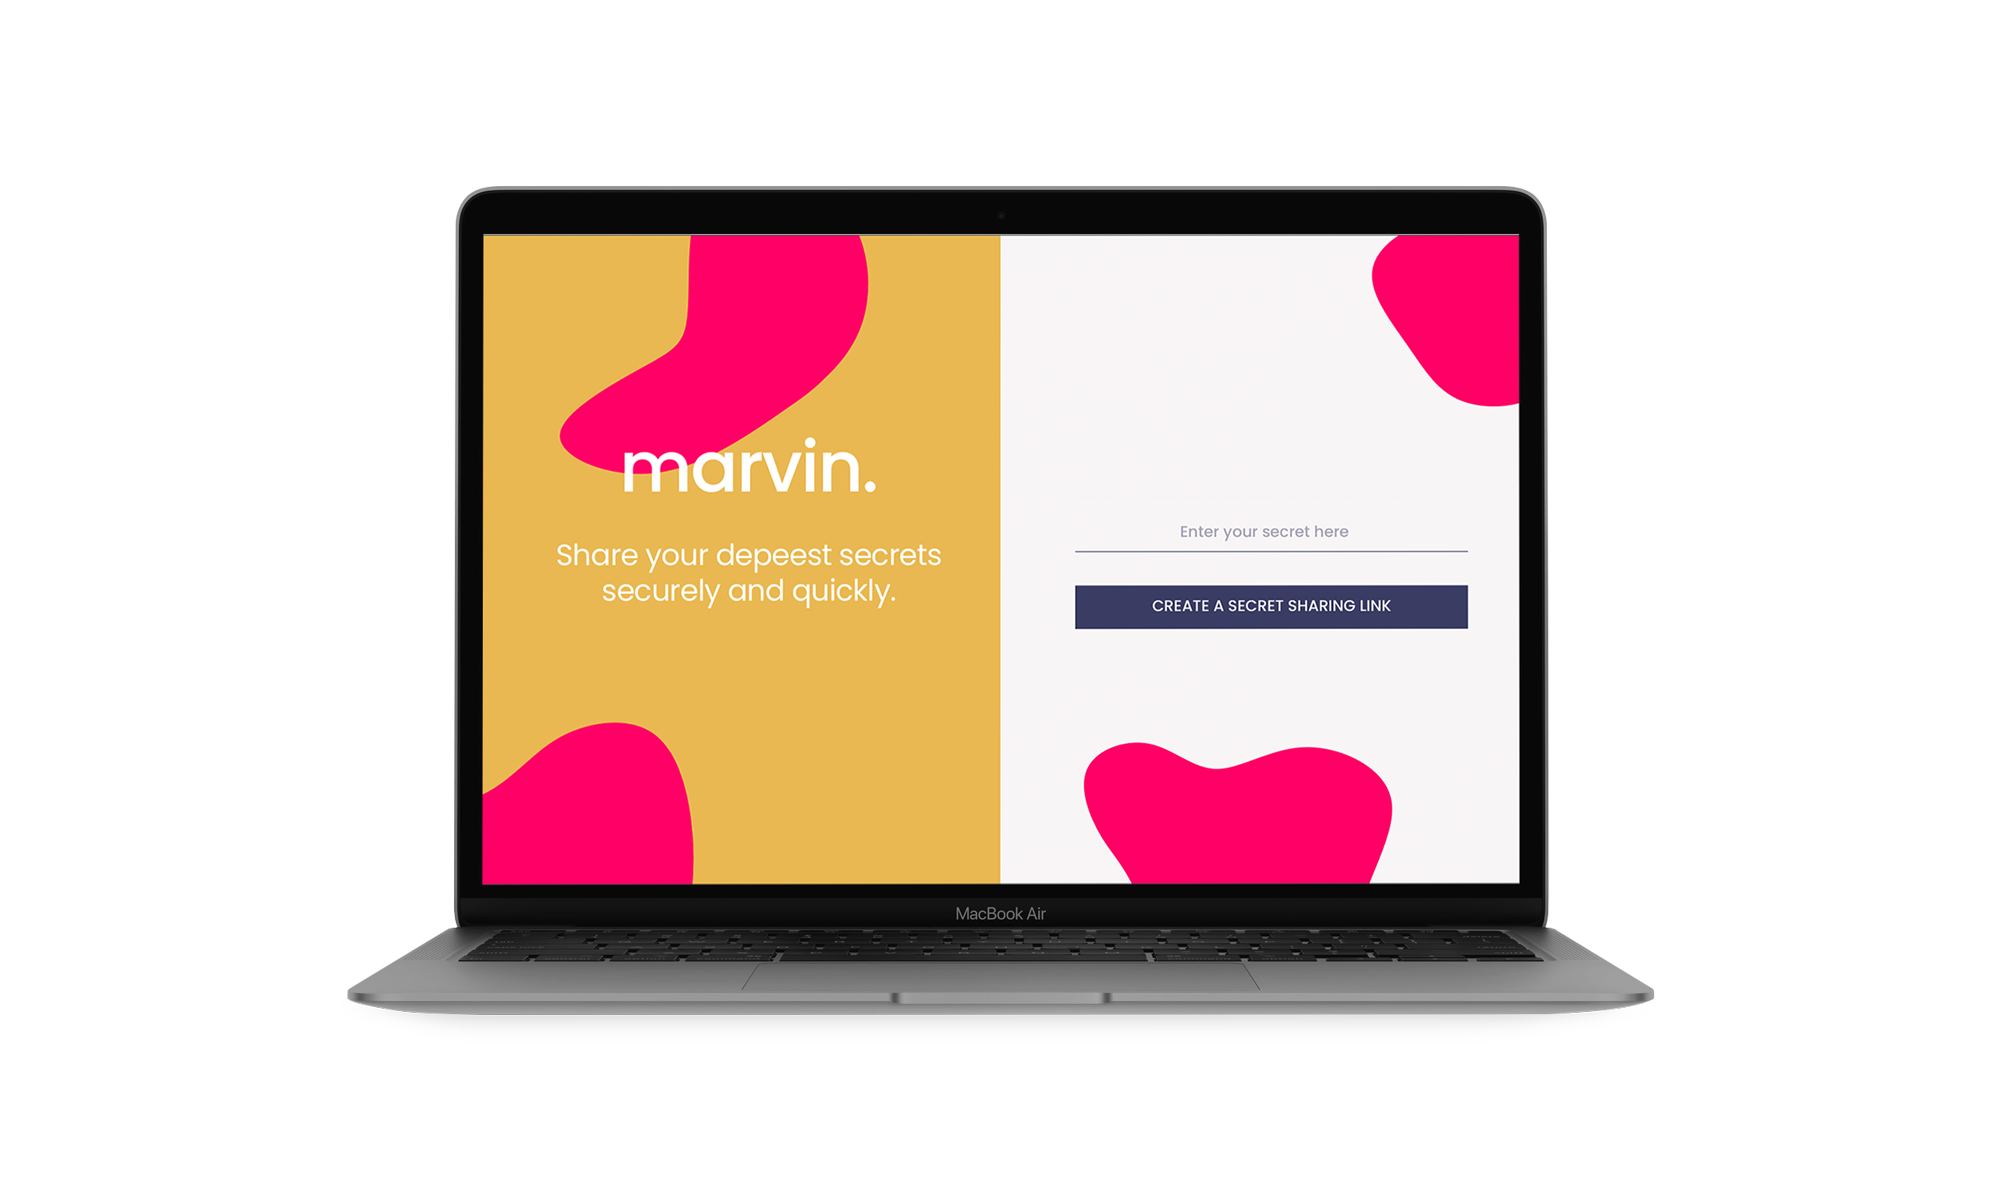 marvin.
Share your depeest secrets
securely and quickly.
Enter your secret here
CREATE A SECRET SHARING LINK
MacBook Air